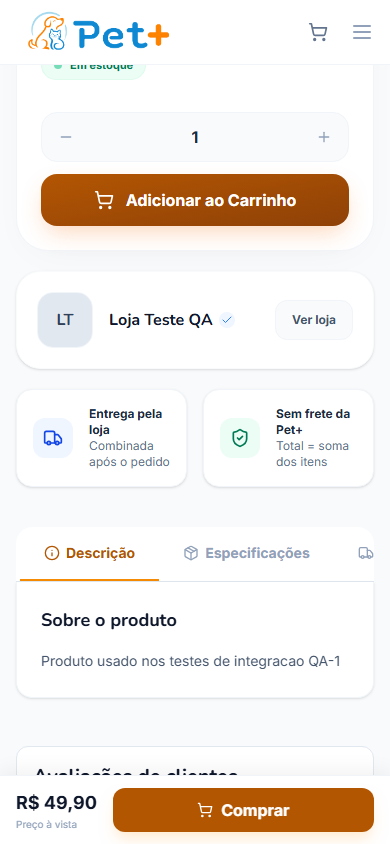 Pet+
Em estoque
1
Adicionar ao Carrinho
LT
Loja Teste QA
Ver loja
Entrega pela
loja
Combinada
após o pedido
Sem frete da
Pet+
Total = soma
dos itens
Descrição
Especificações
Sobre o produto
Produto usado nos testes de integracao QA-1
Avaliações de clientes
R$ 49,90
Preço à vista
Comprar